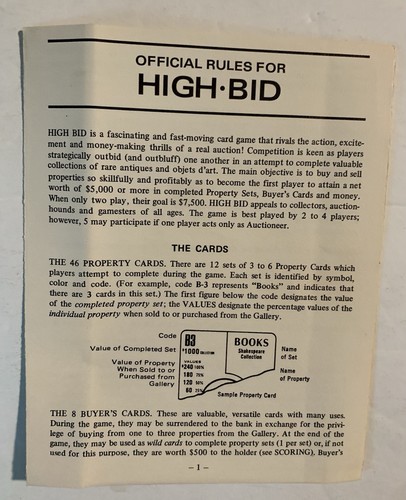 OFFICIAL RULES FOR
HIGH·BID
HIGH BID is a fascinating and fast-moving card game that rivals the action, excite-
ment and money-making thrills of a real auction! Competition is keen as players
strategically outbid (and outbluff) one another in an attempt to complete valuable
collections of rare antiques and objets d'art. The main objective is to buy and sell
properties so skillfully and profitably as to become the first player to attain a net
worth of $5,000 or more in completed Property Sets, Buyer's Cards and money.
When only two play, their goal is $7,500. HIGH BID appeals to collectors, auction-
hounds and gamesters of all ages. The game is best played by 2 to 4 players;
however, 5 may participate if one player acts only as Auctioneer.
THE CARDS
THE 46 PROPERTY CARDS. There are 12 sets of 3 to 6 Property Cards which
players attempt to complete during the game. Each set is identified by symbol,
color and code. (For example, code B-3 represents "Books" and indicates that
there are 3 cards in this set.) The first figure below the code designates the value
of the completed property set; the VALUES designate the percentage values of the
individual property when sold to or purchased from the Gallery.
Code
Value of Completed Set
Value of Property
When Sold to or
Purchased from
Gallery
B3
$1000 COLLECTION
VALUES
$240 100%
180 75%
120 50%
60 25%
BOOKS
Shakespeare
Collection
Name
of Set
Name
of Property
Sample Property Card
THE 8 BUYER'S CARDS. These are valuable, versatile cards with many uses.
During the game, they may be surrendered to the bank in exchange for the privi-
lege of buying from one to three properties from the Gallery. At the end of the
game, they may be used as wild cards to complete property sets (1 per set) or, if not
used for this purpose, they are worth $500 to the holder (see SCORING). Buyer's
– 1 –